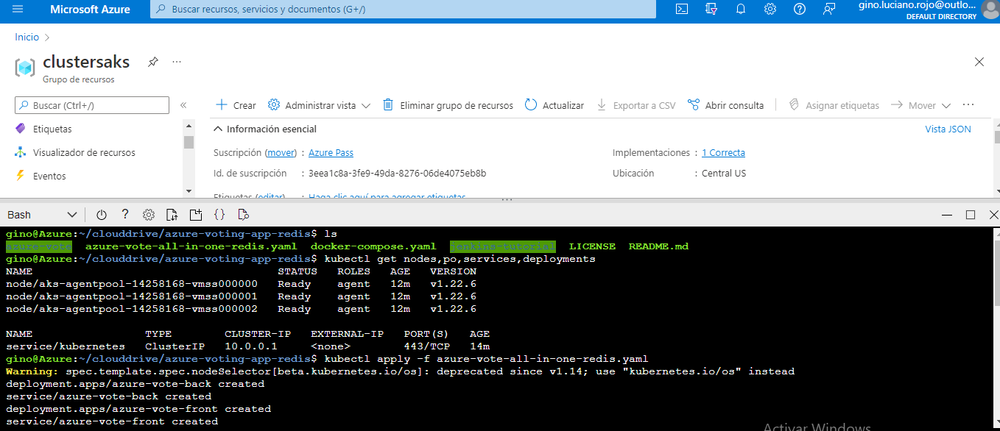 Microsoft Azure
Buscar recursos, servicios y documentos (G+/)
gino.luciano.rojo@outlo...
DEFAULT DIRECTORY
Inicio >
clustersaks
...
Grupo de recursos
Buscar (Ctrl+/)
«
Crear
Administrar vista
Eliminar grupo de recursos
Actualizar
Exportar a CSV
Abrir consulta
Asignar etiquetas
Mover
...
Etiquetas
Visualizador de recursos
Eventos
Información esencial
Vista JSON
Suscripción (mover) : Azure Pass
Implementaciones : 1 Correcta
Id. de suscripción : 3eea1c8a-3fe9-49da-8276-06de4075eb8b
Ubicación : Central US
Etiquetas (editar) : Haga clic aquí para agregar etiquetas
Bash
gino@Azure:~/clouddrive/azure-voting-app-redis$ ls
azure-vote azure-vote-all-in-one-redis.yaml docker-compose.yaml jenkins-tutorial LICENSE README.md
gino@Azure:~/clouddrive/azure-voting-app-redis$ kubectl get nodes,po,services,deployments
NAME STATUS ROLES AGE VERSION
node/aks-agentpool-14258168-vmss000000 Ready agent 12m v1.22.6
node/aks-agentpool-14258168-vmss000001 Ready agent 12m v1.22.6
node/aks-agentpool-14258168-vmss000002 Ready agent 12m v1.22.6
NAME TYPE CLUSTER-IP EXTERNAL-IP PORT(S) AGE
service/kubernetes ClusterIP 10.0.0.1 <none> 443/TCP 14m
gino@Azure:~/clouddrive/azure-voting-app-redis$ kubectl apply -f azure-vote-all-in-one-redis.yaml
Warning: spec.template.spec.nodeSelector[beta.kubernetes.io/os]: deprecated since v1.14; use "kubernetes.io/os" instead
deployment.apps/azure-vote-back created
service/azure-vote-back created
deployment.apps/azure-vote-front created
service/azure-vote-front created
Activar Windows